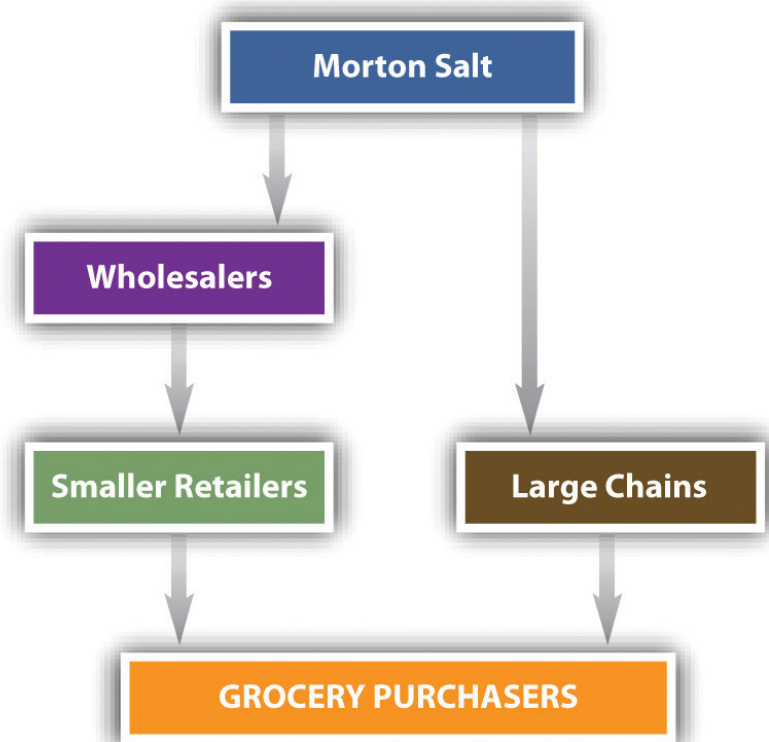 Morton Salt
Wholesalers
Smaller Retailers
Large Chains
GROCERY PURCHASERS